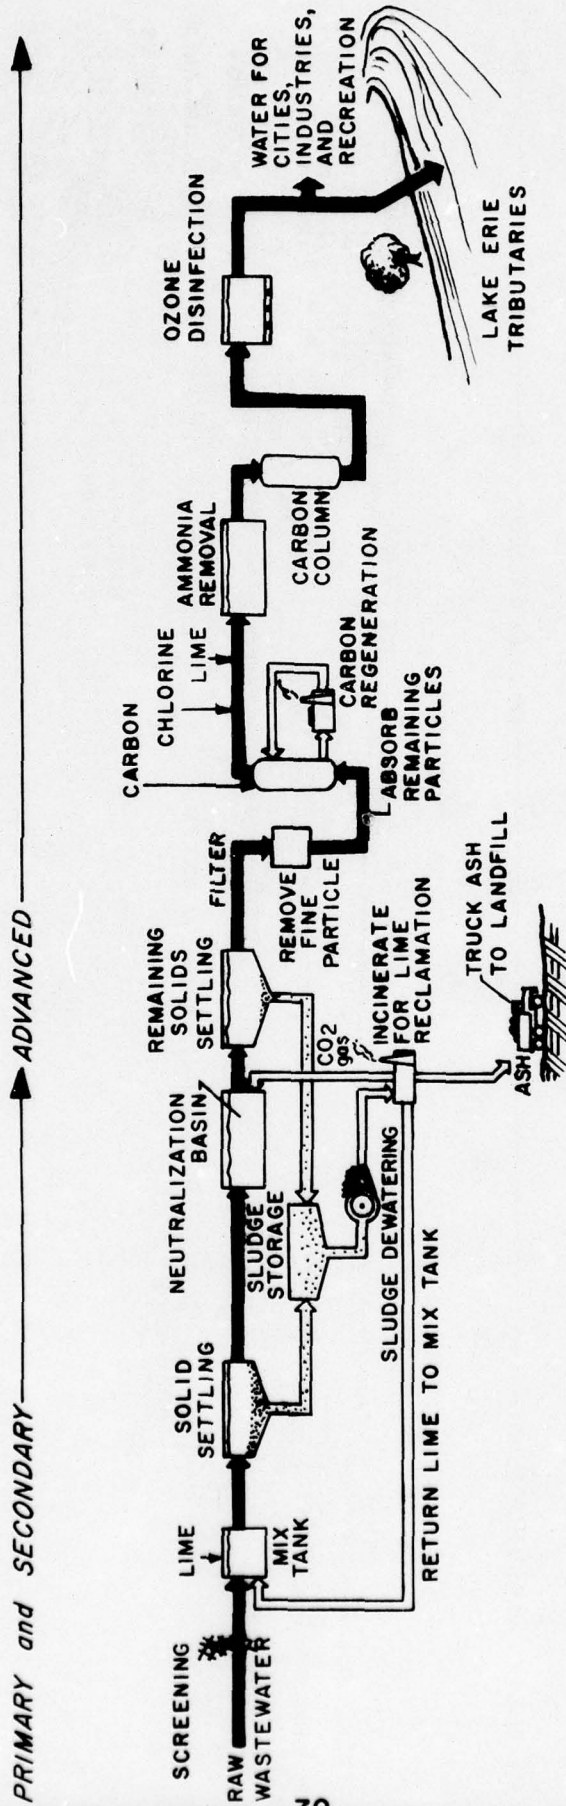 PRIMARY and SECONDARY
ADVANCED
SCREENING
RAW
WASTEWATER
LIME
MIX
TANK
SOLID
SETTLING
NEUTRALIZATION
BASIN
SLUDGE
STORAGE
SLUDGE DEWATERING
RETURN LIME TO MIX TANK
REMAINING
SOLIDS
SETTLING
CO2
gas
INCINERATE
FOR LIME
RECLAMATION
ASH
TRUCK ASH
TO LANDFILL
FILTER
REMOVE
FINE
PARTICLE
ABSORB
REMAINING
PARTICLES
CARBON
CARBON
REGENERATION
CHLORINE
LIME
AMMONIA
REMOVAL
CARBON
COLUMN
OZONE
DISINFECTION
WATER FOR
CITIES,
INDUSTRIES,
AND
RECREATION
LAKE ERIE
TRIBUTARIES